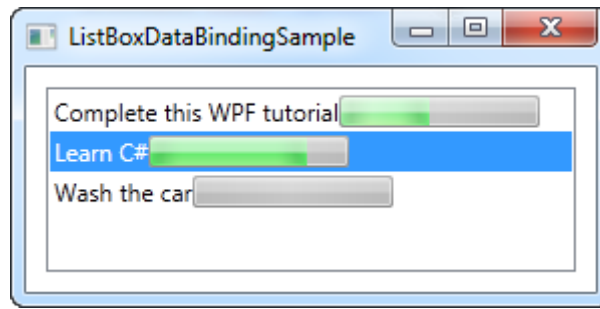 ListBoxDataBindingSample
Complete this WPF tutorial
Learn C#
Wash the car